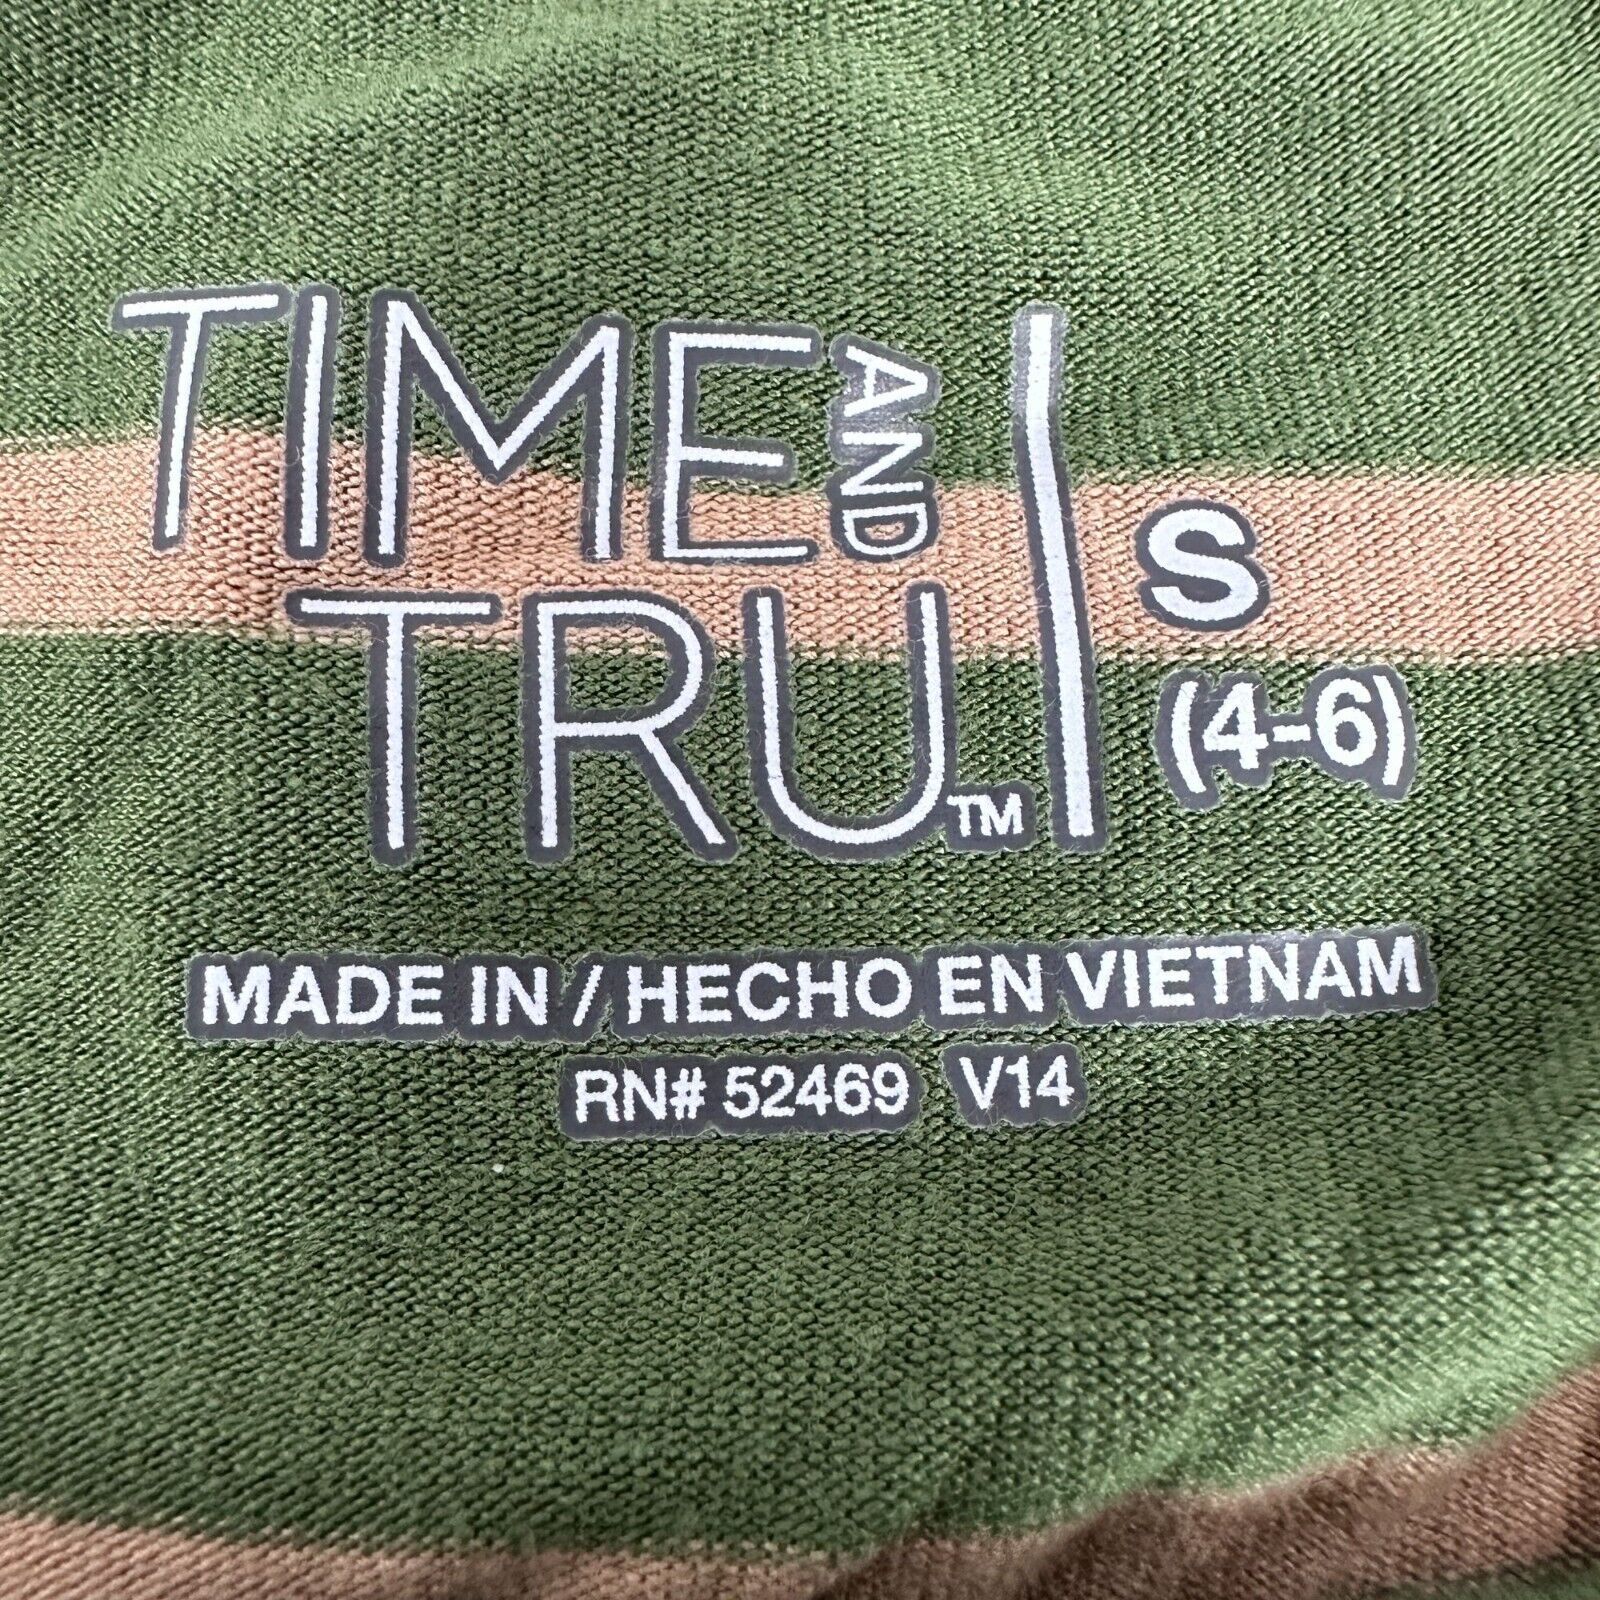 TIME AND
TRU.™
S
(4-6)
MADE IN / HECHO EN VIETNAM
RN# 52469 V14